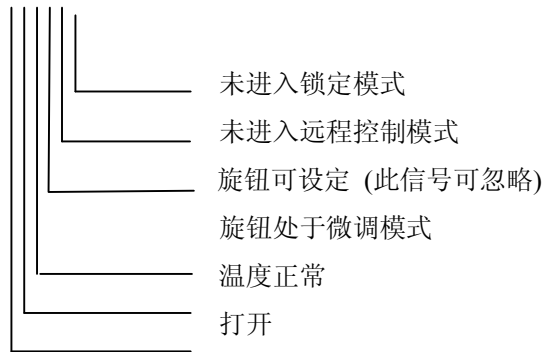 未进入锁定模式
未进入远程控制模式
旋钮可设定 (此信号可忽略)
旋钮处于微调模式
温度正常
打开